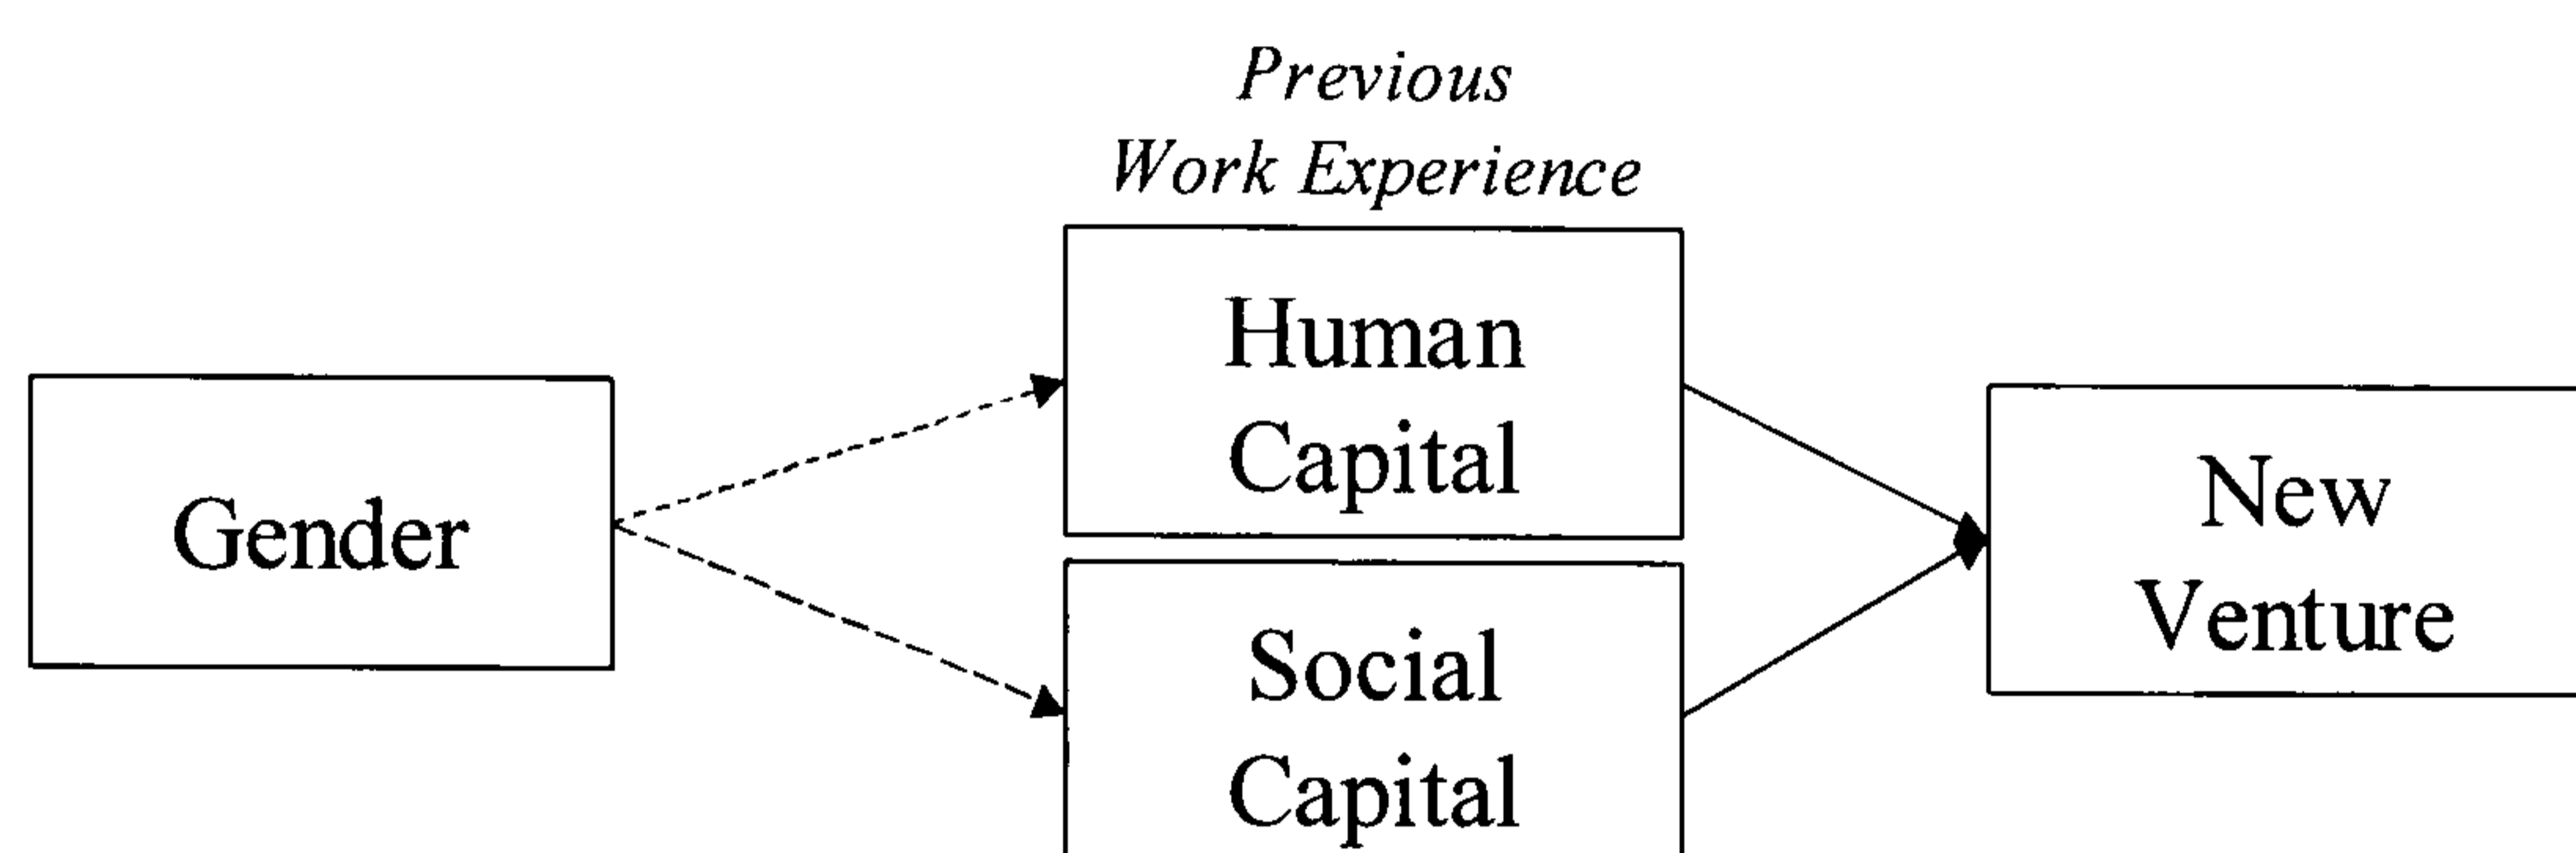 Previous
Work Experience
Human
Capital
Gender
New
Venture
Social
Capital